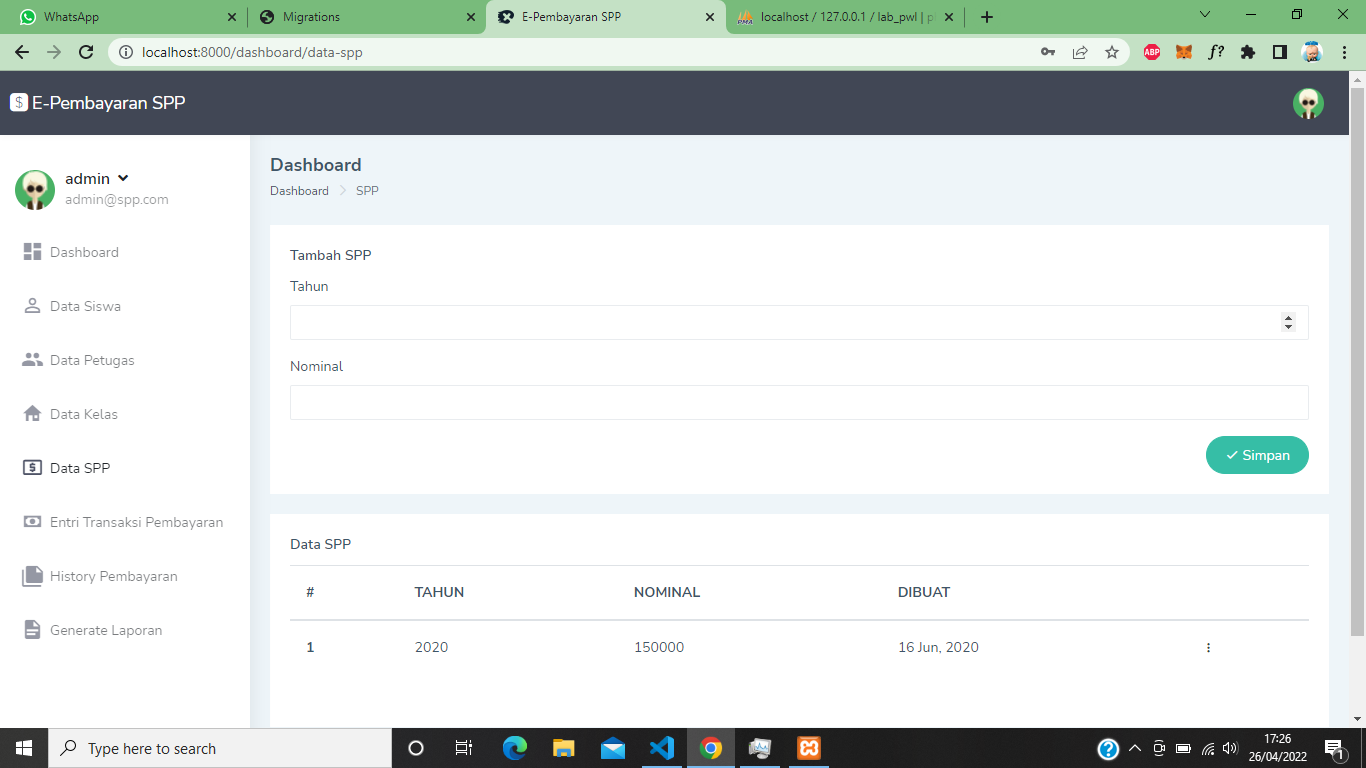 WhatsApp
Migrations
E-Pembayaran SPP
localhost / 127.0.0.1 / lab_pwl | p
localhost:8000/dashboard/data-spp
ABP
f?
$ E-Pembayaran SPP
admin
admin@spp.com
Dashboard
Data Siswa
Data Petugas
Data Kelas
Data SPP
Entri Transaksi Pembayaran
History Pembayaran
Generate Laporan
Dashboard
Dashboard > SPP
Tambah SPP
Tahun
Nominal
Simpan
Data SPP
# TAHUN NOMINAL DIBUAT
1 2020 150000 16 Jun, 2020
Type here to search
17:26
26/04/2022
1